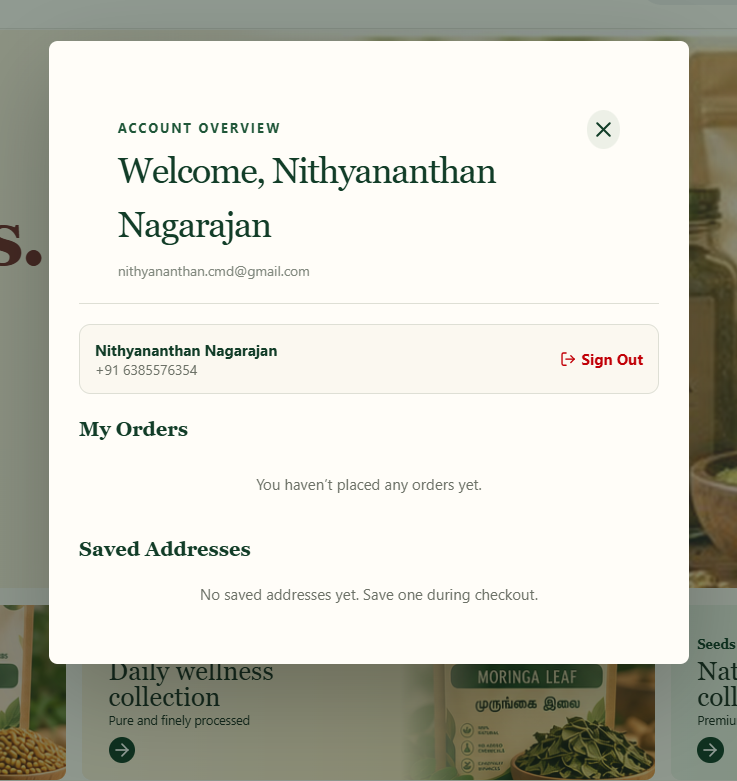 ACCOUNT OVERVIEW
Welcome, Nithyananthan
Nagarajan
nithyananthan.cmd@gmail.com
Nithyananthan Nagarajan
+91 6385576354
Sign Out
My Orders
You haven’t placed any orders yet.
Saved Addresses
No saved addresses yet. Save one during checkout.
s.
Daily wellness
collection
Pure and finely processed
MORINGA LEAF
முருங்கை இலை
Seeds
Nat
coll
Premiu